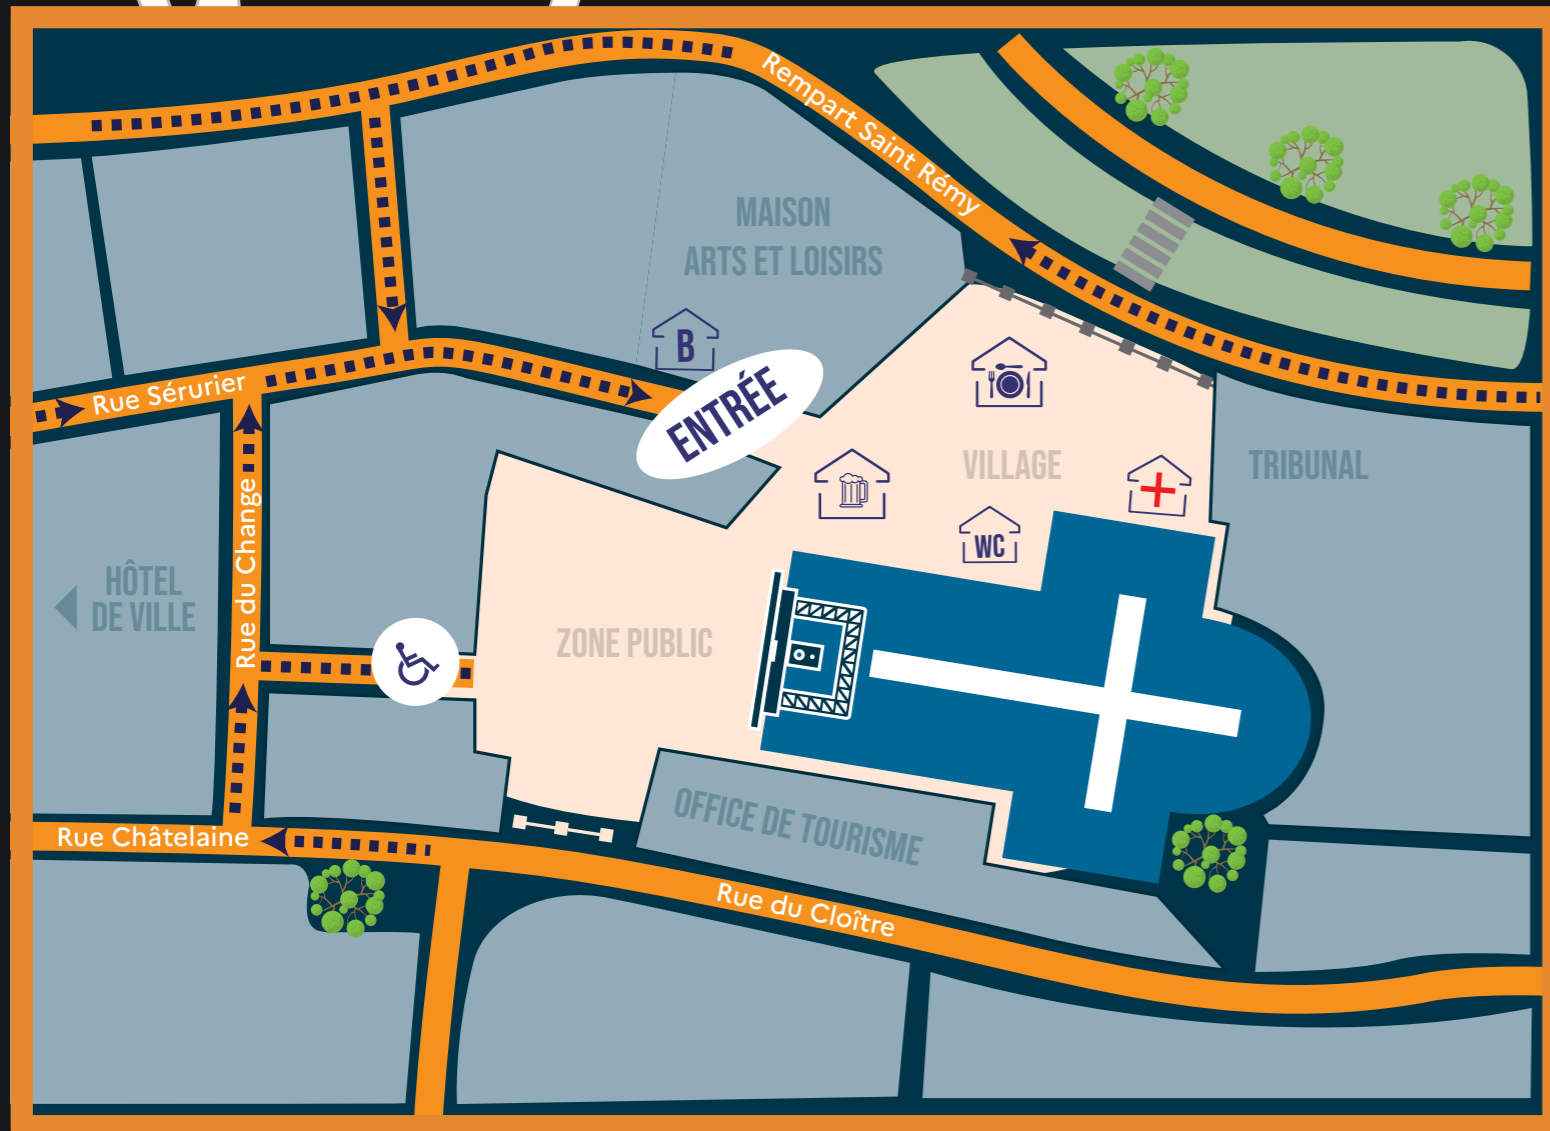 Rempart Saint Rémy
MAISON
ARTS ET LOISIRS
B
ENTRÉE
Rue Sérurier
VILLAGE
TRIBUNAL
WC
Rue du Change
HÔTEL
DE VILLE
ZONE PUBLIC
OFFICE DE TOURISME
Rue Châtelaine
Rue du Cloître